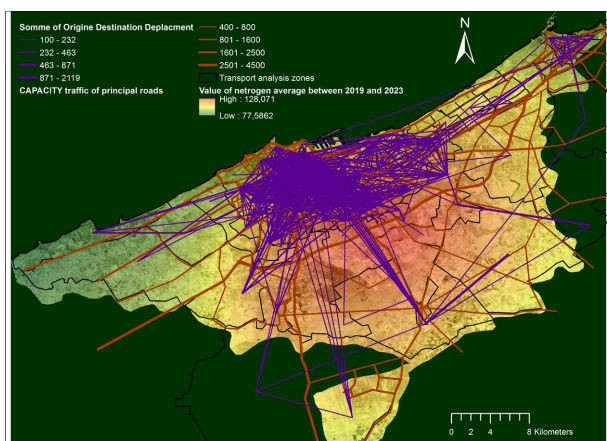 Somme of Origine Destination Deplacment
100 - 232
232 - 463
463 - 871
871 - 2119
CAPACITY traffic of principal roads
400 - 800
801 - 1600
1601 - 2500
2501 - 4500
Transport analysis zones
Value of netrogen average between 2019 and 2023
High : 128,071
Low : 77,5862
N
0 2 4 8 Kilometers